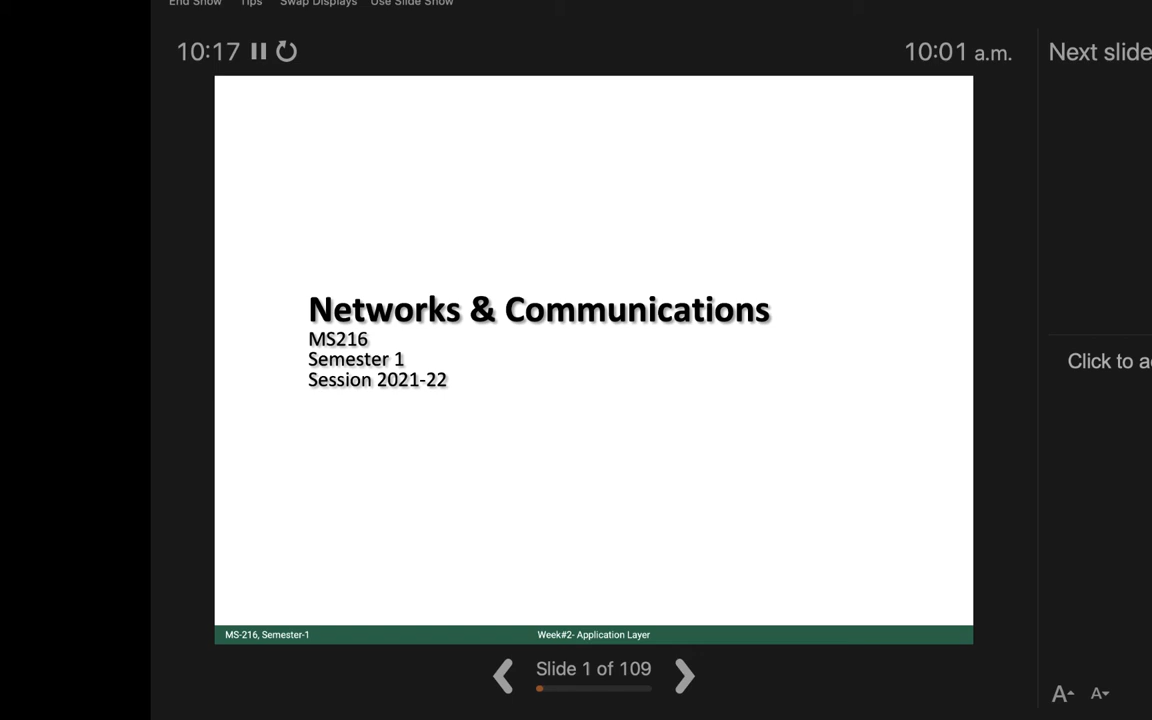 End Show Tips Swap Displays Use Slide Show
10:17
10:01 a.m.
Next slide
Networks & Communications
MS216
Semester 1
Session 2021-22
Click to
MS-216, Semester-1
Week#2- Application Layer
Slide 1 of 109
A A